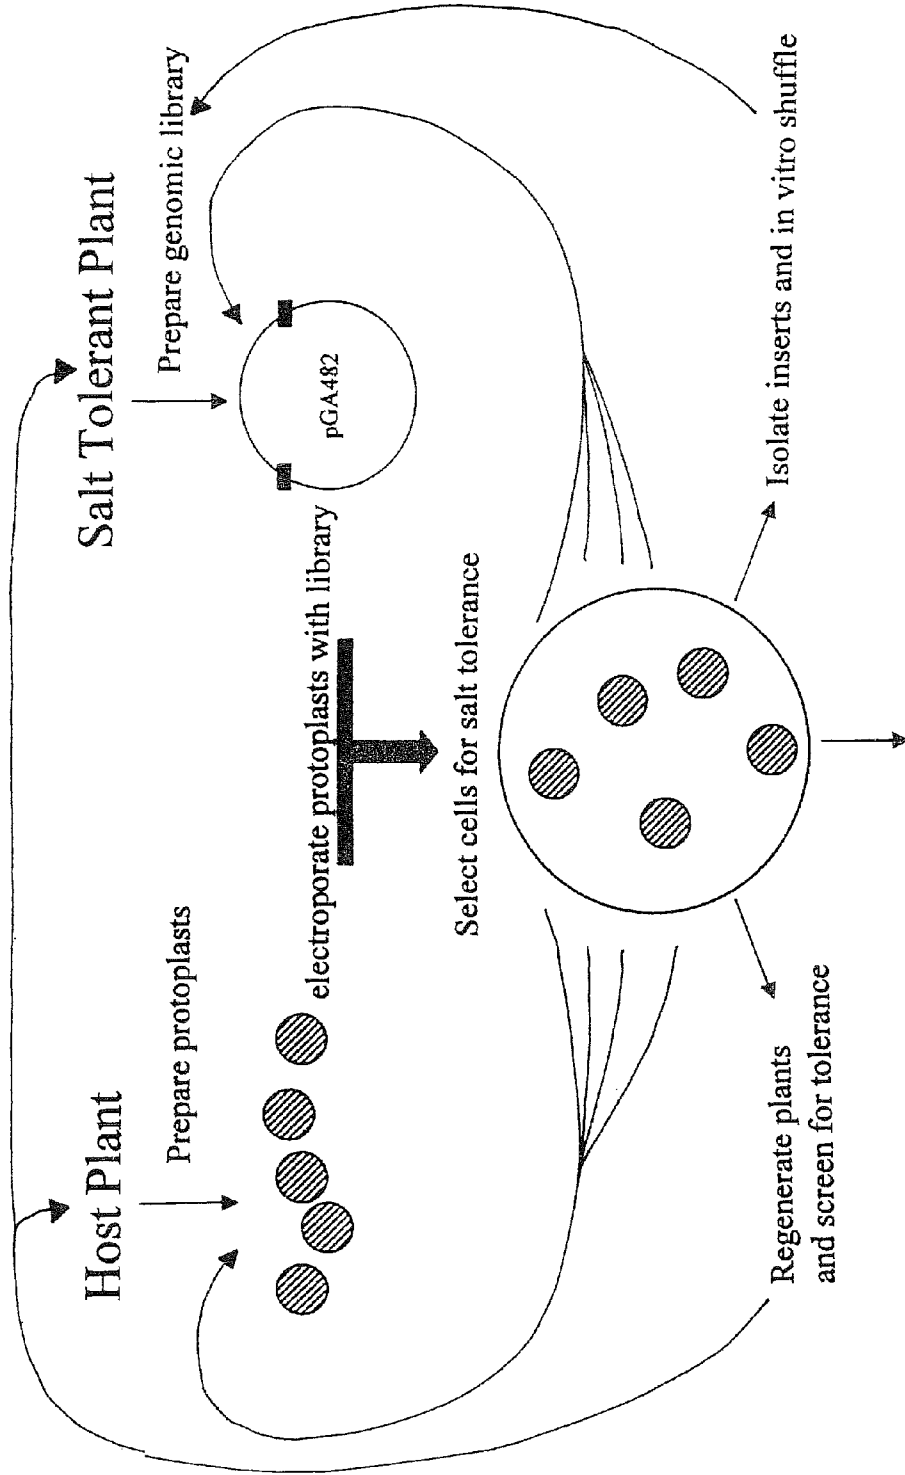 Host Plant
Salt Tolerant Plant
Prepare protoplasts
Prepare genomic library
electroporate protoplasts with library
pGA482
Select cells for salt tolerance
Regenerate plants
and screen for tolerance
Isolate inserts and in vitro shuffle